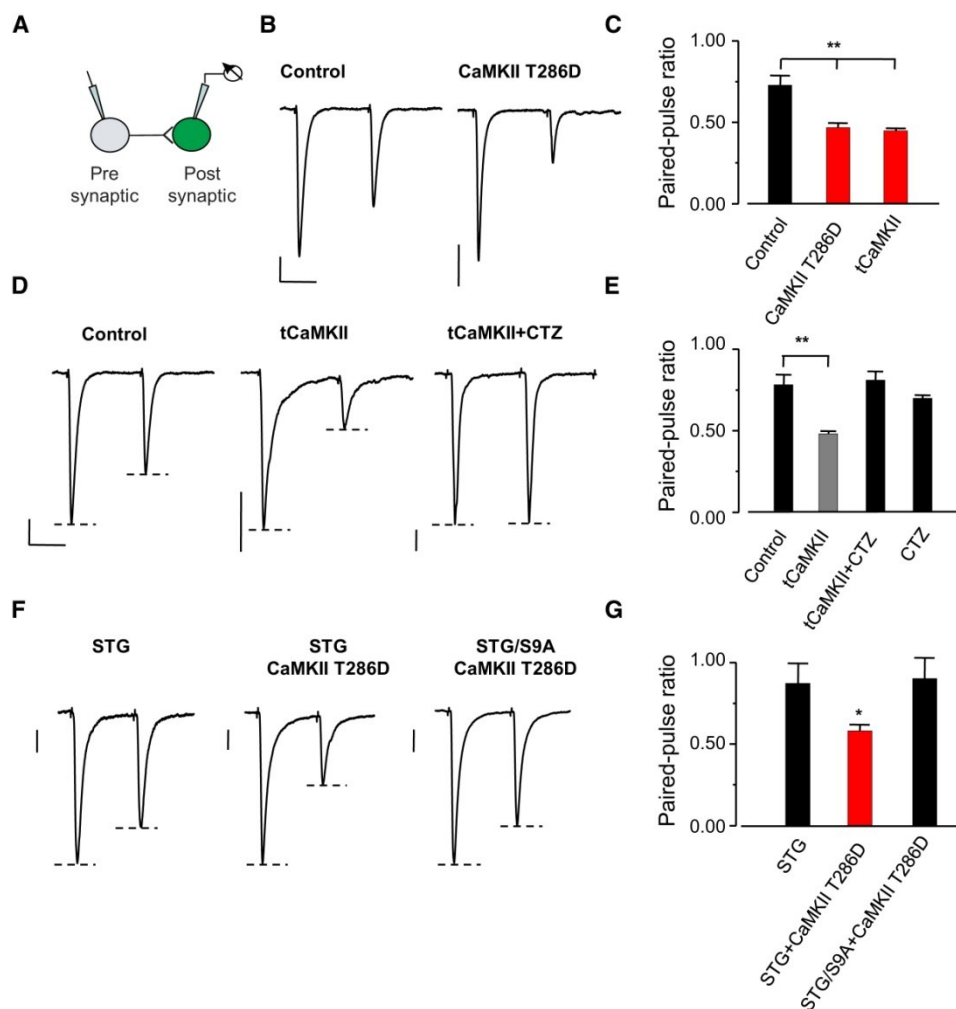 A
Pre
synaptic
Post
synaptic
B
Control
CaMKII T286D
C
Paired-pulse ratio
1.00
0.50
0.00
**
Control
CaMKII T286D
tCaMKII
D
Control
tCaMKII
tCaMKII+CTZ
E
Paired-pulse ratio
1.00
0.50
0.00
**
Control
tCaMKII
tCaMKII+CTZ
CTZ
F
STG
STG
CaMKII T286D
STG/S9A
CaMKII T286D
G
Paired-pulse ratio
1.00
0.50
0.00
*
STG
STG+CaMKII T286D
STG/S9A+CaMKII T286D